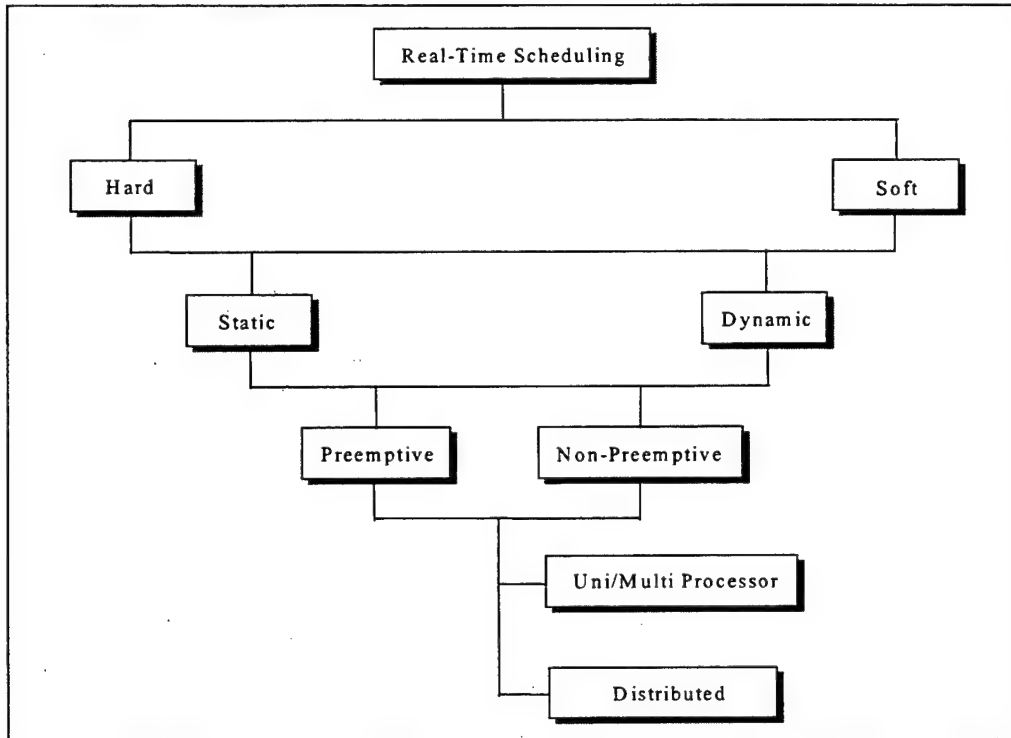 Real-Time Scheduling
Hard
Soft
Static
Dynamic
Preemptive
Non-Preemptive
Uni/Multi Processor
Distributed